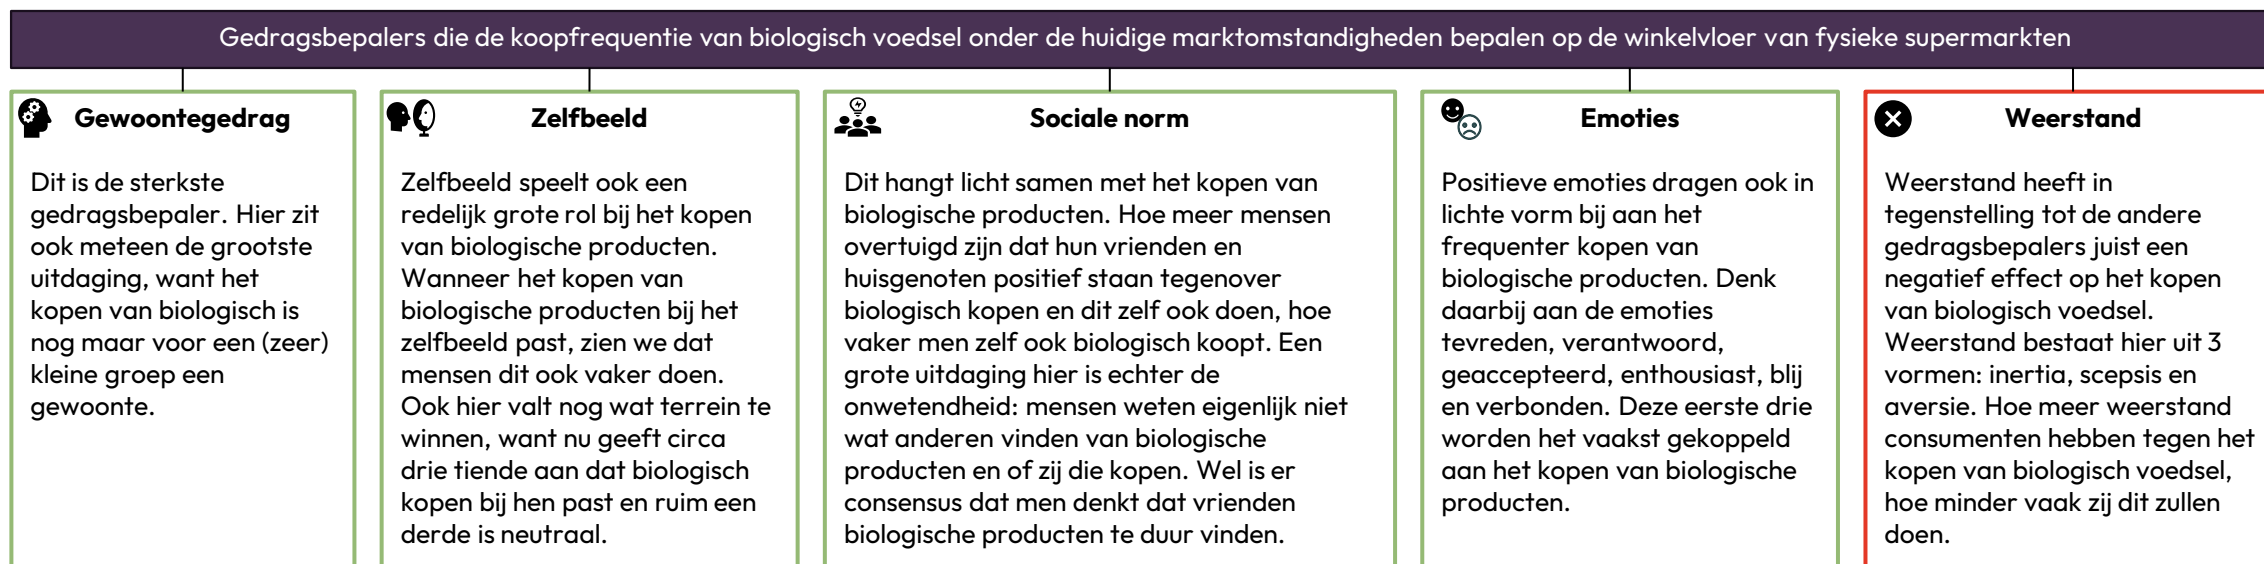 Gedragsbepalers die de koopfrequentie van biologisch voedsel onder de huidige marktomstandigheden bepalen op de winkelvloer van fysieke supermarkten
Gewoontegedrag
Dit is de sterkste
gedragsbepaler. Hier zit
ook meteen de grootste
uitdaging, want het
kopen van biologisch is
nog maar voor een (zeer)
kleine groep een
gewoonte.
Zelfbeeld
Zelfbeeld speelt ook een
redelijk grote rol bij het kopen
van biologische producten.
Wanneer het kopen van
biologische producten bij het
zelfbeeld past, zien we dat
mensen dit ook vaker doen.
Ook hier valt nog wat terrein te
winnen, want nu geeft circa
drie tiende aan dat biologisch
kopen bij hen past en ruim een
derde is neutraal.
Sociale norm
Dit hangt licht samen met het kopen van
biologische producten. Hoe meer mensen
overtuigd zijn dat hun vrienden en
huisgenoten positief staan tegenover
biologisch kopen en dit zelf ook doen, hoe
vaker men zelf ook biologisch koopt. Een
grote uitdaging hier is echter de
onwetendheid: mensen weten eigenlijk niet
wat anderen vinden van biologische
producten en of zij die kopen. Wel is er
consensus dat men denkt dat vrienden
biologische producten te duur vinden.
Emoties
Positieve emoties dragen ook in
lichte vorm bij aan het
frequenter kopen van
biologische producten. Denk
daarbij aan de emoties
tevreden, verantwoord,
geaccepteerd, enthousiast, blij
en verbonden. Deze eerste drie
worden het vaakst gekoppeld
aan het kopen van biologische
producten.
Weerstand
Weerstand heeft in
tegenstelling tot de andere
gedragsbepalers juist een
negatief effect op het kopen
van biologisch voedsel.
Weerstand bestaat hier uit 3
vormen: inertia, scepsis en
aversie. Hoe meer weerstand
consumenten hebben tegen het
kopen van biologisch voedsel,
hoe minder vaak zij dit zullen
doen.